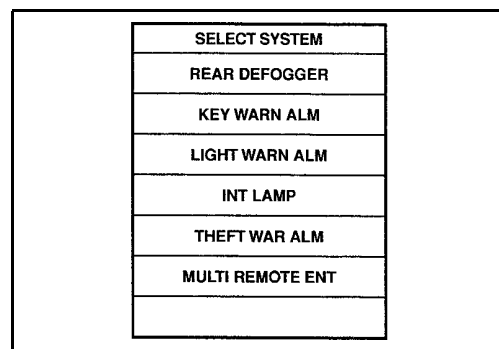 SELECT SYSTEM
REAR DEFOGGER
KEY WARN ALM
LIGHT WARN ALM
INT LAMP
THEFT WAR ALM
MULTI REMOTE ENT